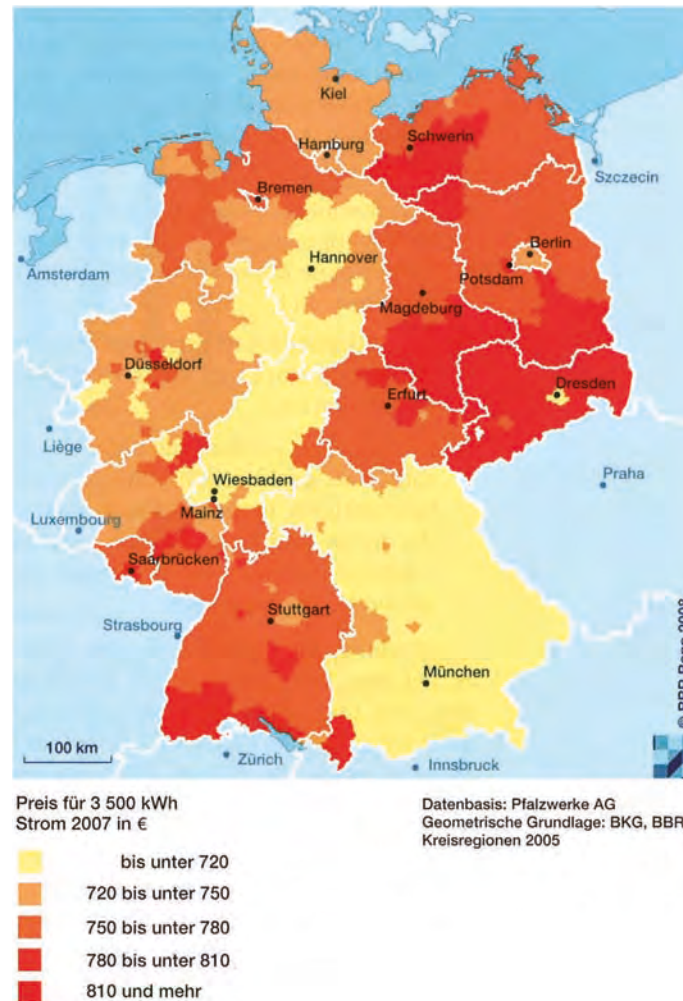 Kiel
Hamburg
Schwerin
Szczecin
Bremen
Amsterdam
Hannover
Berlin
Potsdam
Magdeburg
Düsseldorf
Erfurt
Dresden
Liège
Wiesbaden
Praha
Mainz
Luxembourg
Saarbrücken
Strasbourg
Stuttgart
München
© BBR Bonn 2008
100 km
Zürich
Innsbruck
Preis für 3 500 kWh
Strom 2007 in €
bis unter 720
720 bis unter 750
750 bis unter 780
780 bis unter 810
810 und mehr
Datenbasis: Pfalzwerke AG
Geometrische Grundlage: BKG, BBR
Kreisregionen 2005